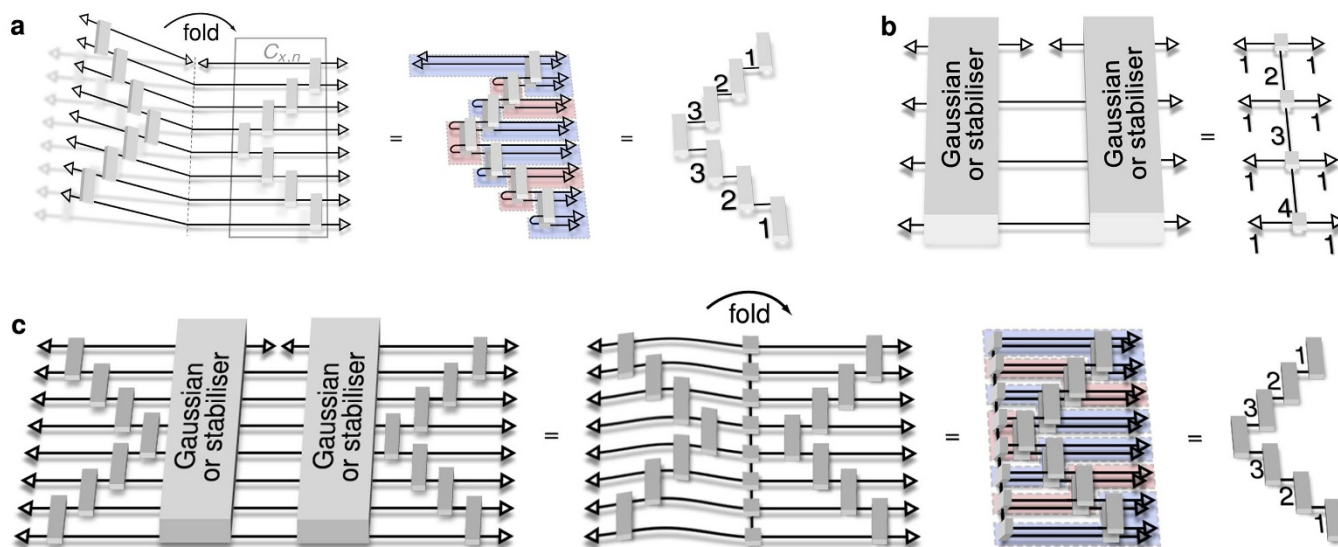 a
fold
C_{x,n}
=
=
1
2
3
3
2
1
b
Gaussian
or stabiliser
Gaussian
or stabiliser
=
1 1
2
1 1
3
1 1
4
1 1
c
Gaussian
or stabiliser
Gaussian
or stabiliser
=
fold
=
=
1
2
3
3
2
1